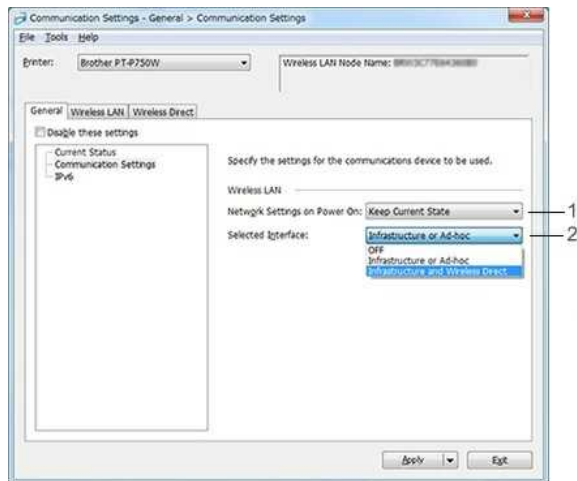 Communication Settings - General > Communication Settings
File Tools Help
Printer: Brother PT-P750W
Wireless LAN Node Name:
General Wireless LAN Wireless Direct
Disable these settings
Current Status
Communication Settings
IPv6
Specify the settings for the communications device to be used.
Wireless LAN
Network Settings on Power On: Keep Current State 1
Selected Interface: Infrastructure or Ad-hoc 2
OFF
Infrastructure or Ad-hoc
Infrastructure and Wireless Direct
Apply Exit